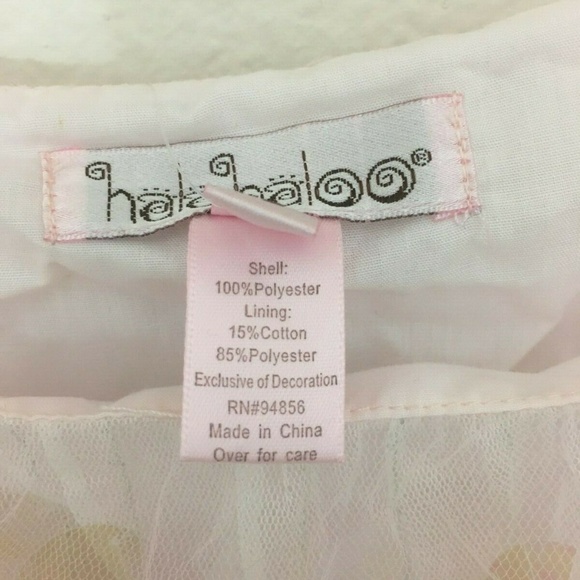 halabaloo®
Shell:
100%Polyester
Lining:
15%Cotton
85%Polyester
Exclusive of Decoration
RN#94856
Made in China
Over for care